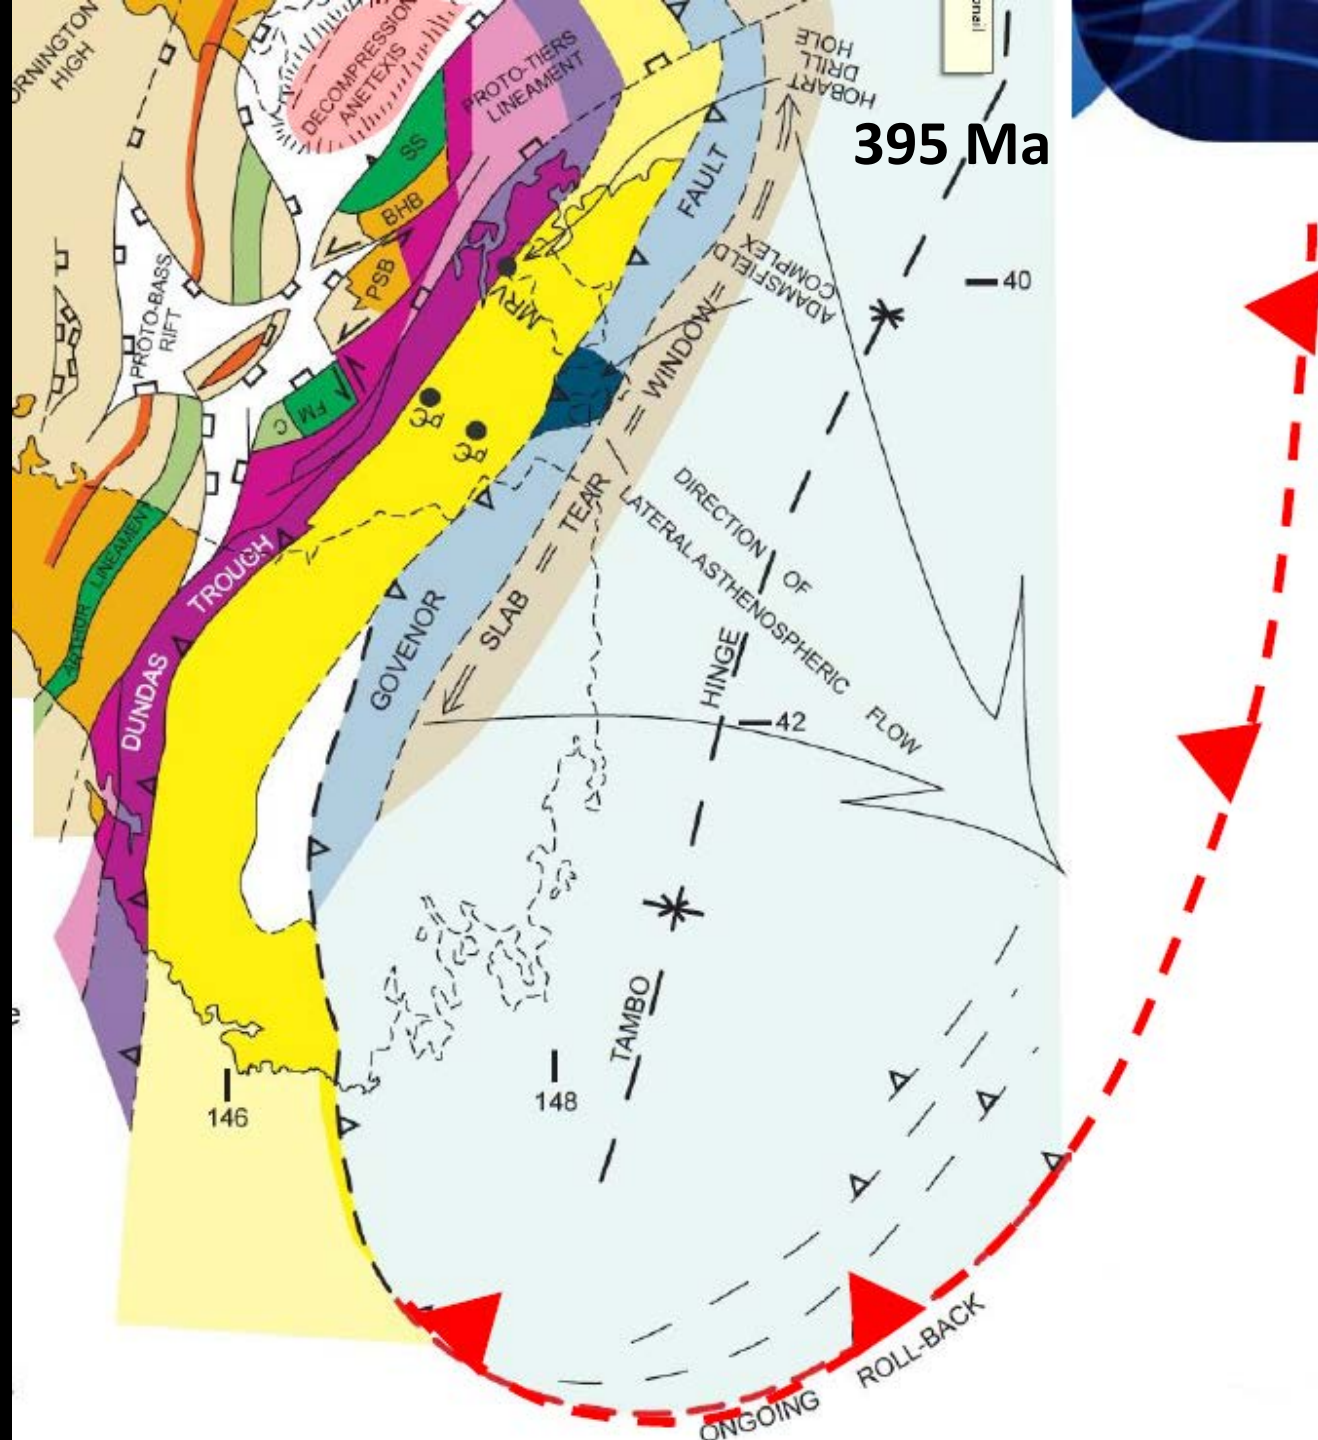 DECOMPRESSION
ANETEXIS
PROTO-TIERS
LINEAMENT
HOBART
DRILL
HOLE
395 Ma
HIGH
SS
BHB
PSB
FAULT
40
ADAMSFIELD
COMPLEX
PROTO-BASS
RIFT
MRV
WINDOW
FM
C
TEAR /
SLAB
DIRECTION OF
LATERAL ASTHENOSPHERIC FLOW
LINEAMENT
TROUGH
DUNDAS
GOVENOR
HINGE
42
TAMBO
146
148
e
ONGOING ROLL-BACK